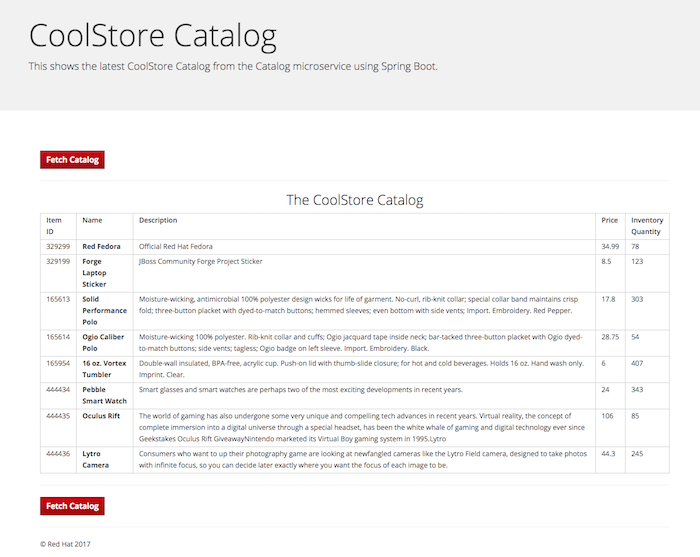 CoolStore Catalog
This shows the latest CoolStore Catalog from the Catalog microservice using Spring Boot.
Fetch Catalog
The CoolStore Catalog
Item ID Name Description Price Inventory Quantity
329299 Red Fedora Official Red Hat Fedora 34.99 78
329199 Forge Laptop Sticker JBoss Community Forge Project Sticker 8.5 123
165613 Solid Performance Polo Moisture-wicking, antimicrobial 100% polyester design wicks for life of garment. No-curl, rib-knit collar; special collar band maintains crisp fold; three-button placket with dyed-to-match buttons; hemmed sleeves; even bottom with side vents; Import. Embroidery. Red Pepper. 17.8 303
165614 Ogio Caliber Polo Moisture-wicking 100% polyester. Rib-knit collar and cuffs; Ogio jacquard tape inside neck; bar-tacked three-button placket with Ogio dyed-to-match buttons; side vents; tagless; Ogio badge on left sleeve. Import. Embroidery. Black. 28.75 54
165954 16 oz. Vortex Tumbler Double-wall insulated, BPA-free, acrylic cup. Push-on lid with thumb-slide closure; for hot and cold beverages. Holds 16 oz. Hand wash only. Imprint. Clear. 6 407
444434 Pebble Smart Watch Smart glasses and smart watches are perhaps two of the most exciting developments in recent years. 24 343
444435 Oculus Rift The world of gaming has also undergone some very unique and compelling tech advances in recent years. Virtual reality, the concept of complete immersion into a digital universe through a special headset, has been the white whale of gaming and digital technology ever since Geekstakes Oculus Rift GiveawayNintendo marketed its Virtual Boy gaming system in 1995.Lytro 106 85
444436 Lytro Camera Consumers who want to up their photography game are looking at newfangled cameras like the Lytro Field camera, designed to take photos with infinite focus, so you can decide later exactly where you want the focus of each image to be. 44.3 245
Fetch Catalog
© Red Hat 2017